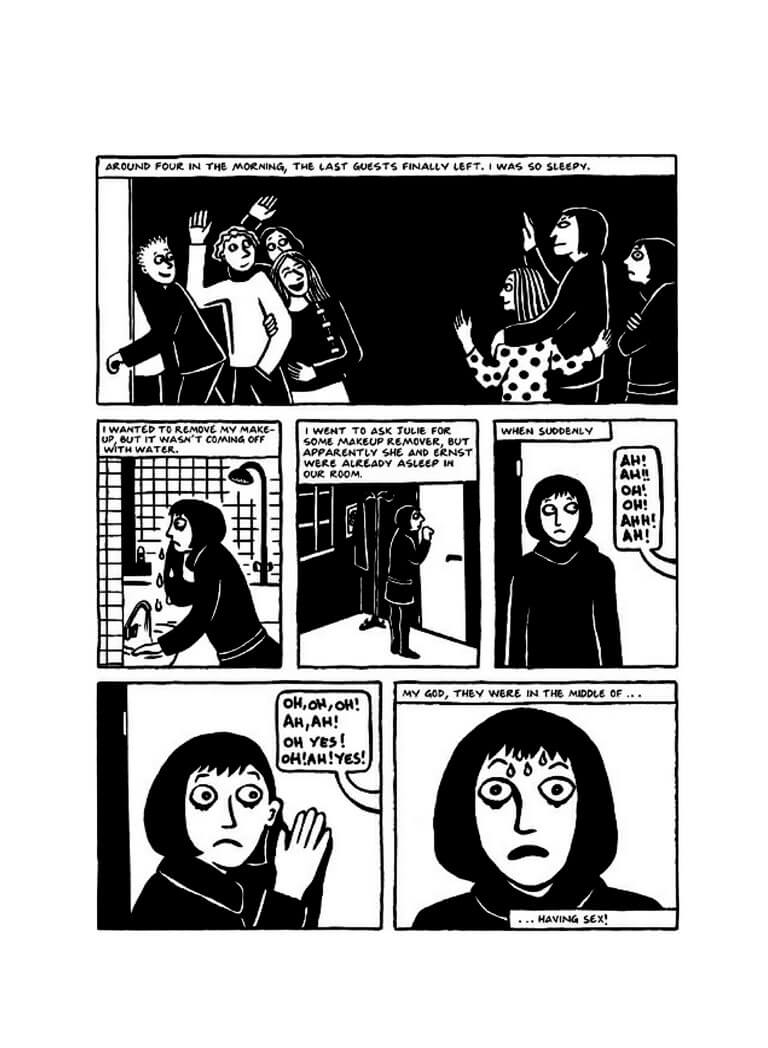 AROUND FOUR IN THE MORNING, THE LAST GUESTS FINALLY LEFT. I WAS SO SLEEPY.
I WANTED TO REMOVE MY MAKE-
UP, BUT IT WASN'T COMING OFF
WITH WATER.
I WENT TO ASK JULIE FOR
SOME MAKEUP REMOVER, BUT
APPARENTLY SHE AND ERNST
WERE ALREADY ASLEEP IN
OUR ROOM.
WHEN SUDDENLY
AH!
AH!!
OH!
OH!
AHH!
AH!
OH, OH, OH!
AH, AH!
OH YES!
OH! AH! YES!
MY GOD, THEY WERE IN THE MIDDLE OF ...
... HAVING SEX!